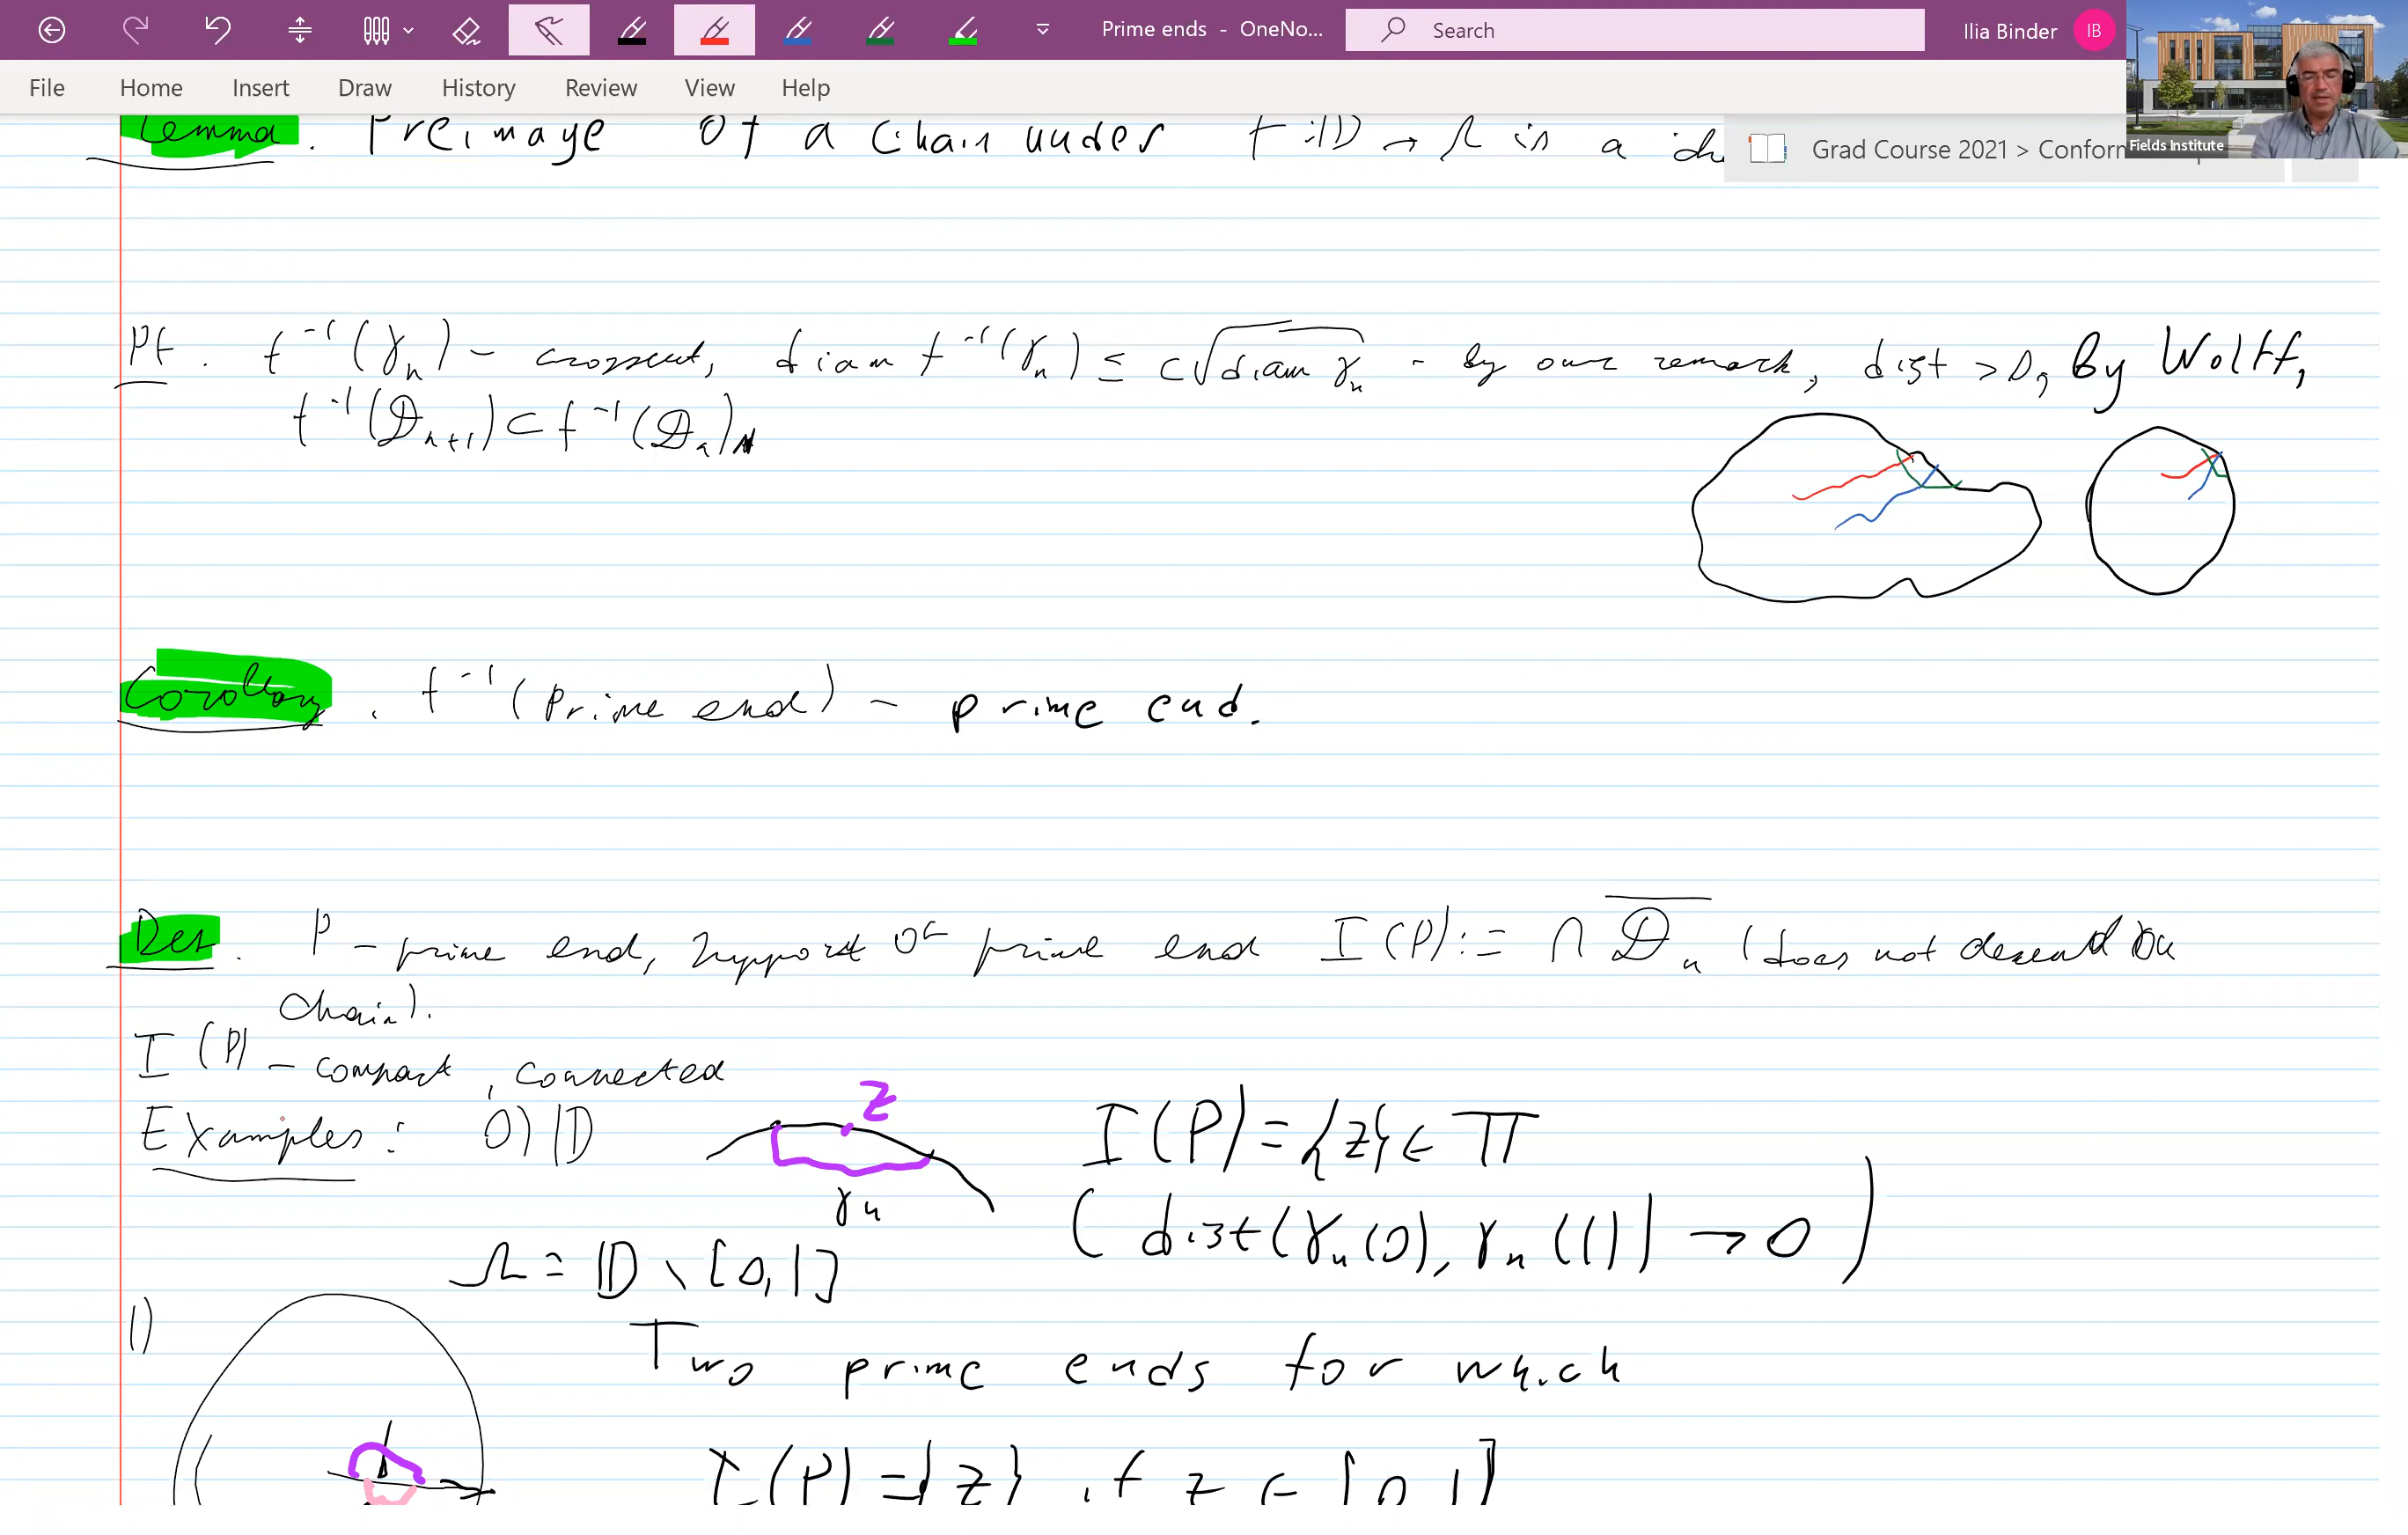 Prime ends - OneNo...
Search
Ilia Binder
IB
File Home Insert Draw History Review View Help
Fields Institute
Grad Course 2021 > Conform
Lemma. Preimage of a chain under f: 𝔻 → Ω is a ch
Pf. f⁻¹(γₙ) – crosscut, diam f⁻¹(γₙ) ≤ c√diam γₙ - by our remark, dist > 0, By Wolff,
f⁻¹(𝒟ₙ₊₁) ⊂ f⁻¹(𝒟ₙ)
Corollary. f⁻¹(prime end) – prime end.
Def. P – prime end, support of prime end I(P) := ∩ 𝒟̅ₙ (does not depend on
chain).
I(P) – compact, connected
Examples: 0) 𝔻
z
γₙ
I(P) = {z} ∈ 𝕋
(dist(γₙ(0), γₙ(1)) → 0)
Ω = 𝔻 \ [0,1]
1)
Two prime ends for which
I(P) = {z} if z ∈ [0,1]